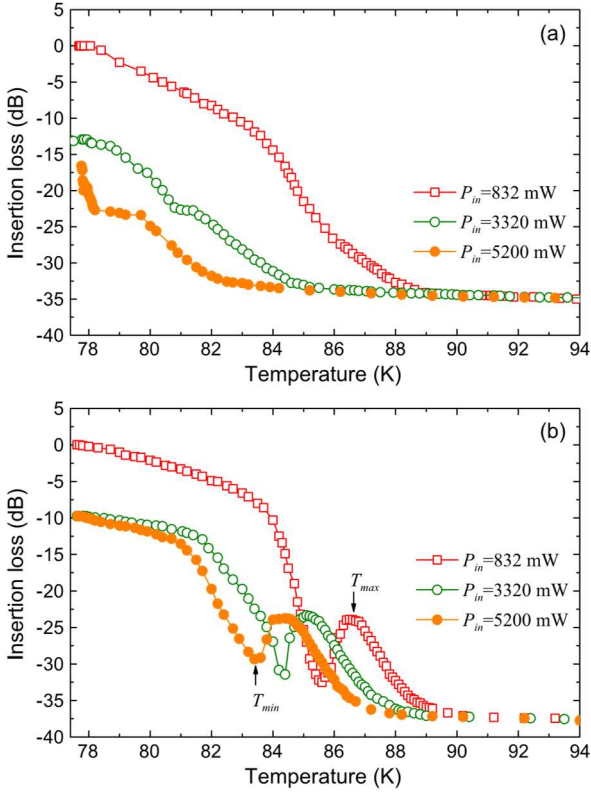 5
0
-5
-10
-15
-20
-25
-30
-35
-40
Insertion loss (dB)
(a)
P_in=832 mW
P_in=3320 mW
P_in=5200 mW
78 80 82 84 86 88 90 92 94
Temperature (K)
5
0
-5
-10
-15
-20
-25
-30
-35
-40
Insertion loss (dB)
(b)
P_in=832 mW
P_in=3320 mW
P_in=5200 mW
T_max
T_min
78 80 82 84 86 88 90 92 94
Temperature (K)